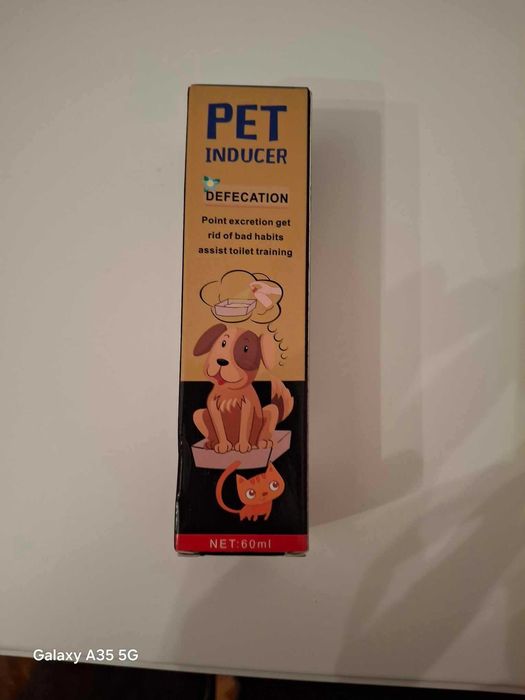 PET
INDUCER
DEFECATION
Point excretion get
rid of bad habits
assist toilet training
NET:60ml
Galaxy A35 5G